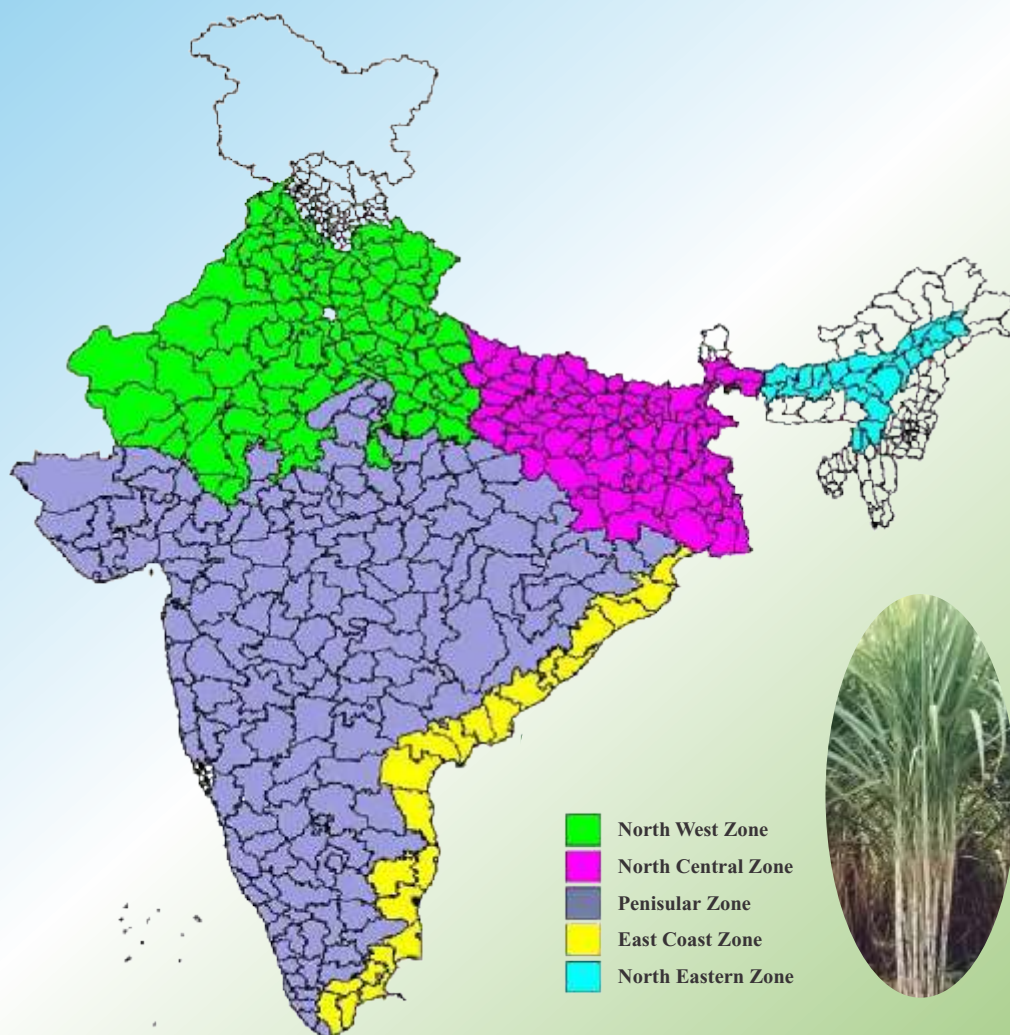 North West Zone
North Central Zone
Penisular Zone
East Coast Zone
North Eastern Zone